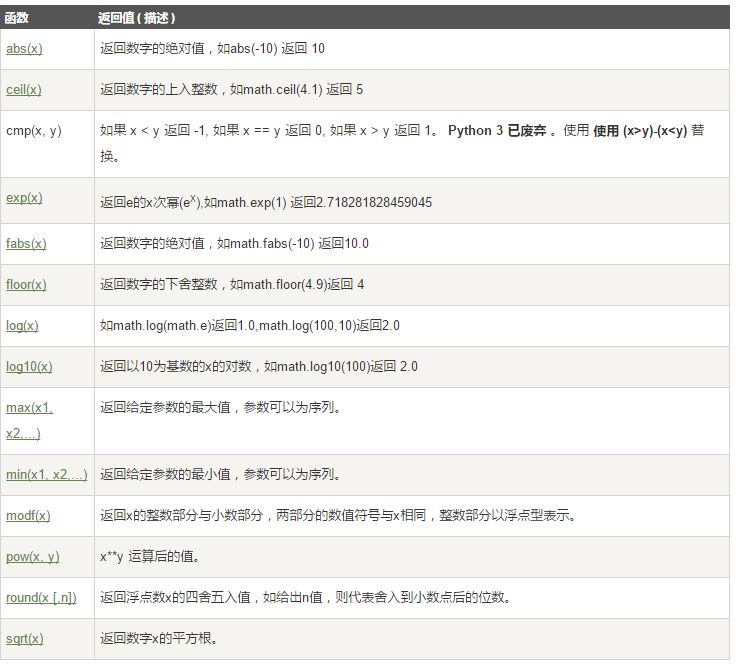 函数 返回值 ( 描述 )
abs(x) 返回数字的绝对值，如abs(-10) 返回 10
ceil(x) 返回数字的上入整数，如math.ceil(4.1) 返回 5
cmp(x, y) 如果 x < y 返回 -1, 如果 x == y 返回 0, 如果 x > y 返回 1。 Python 3 已废弃 。使用 使用 (x>y)-(x<y) 替
换。
exp(x) 返回e的x次幂(eˣ),如math.exp(1) 返回2.718281828459045
fabs(x) 返回数字的绝对值，如math.fabs(-10) 返回10.0
floor(x) 返回数字的下舍整数，如math.floor(4.9)返回 4
log(x) 如math.log(math.e)返回1.0,math.log(100,10)返回2.0
log10(x) 返回以10为基数的x的对数，如math.log10(100)返回 2.0
max(x1, 返回给定参数的最大值，参数可以为序列。
x2,...)
min(x1, x2,...) 返回给定参数的最小值，参数可以为序列。
modf(x) 返回x的整数部分与小数部分，两部分的数值符号与x相同，整数部分以浮点型表示。
pow(x, y) x**y 运算后的值。
round(x [,n]) 返回浮点数x的四舍五入值，如给出n值，则代表舍入到小数点后的位数。
sqrt(x) 返回数字x的平方根。